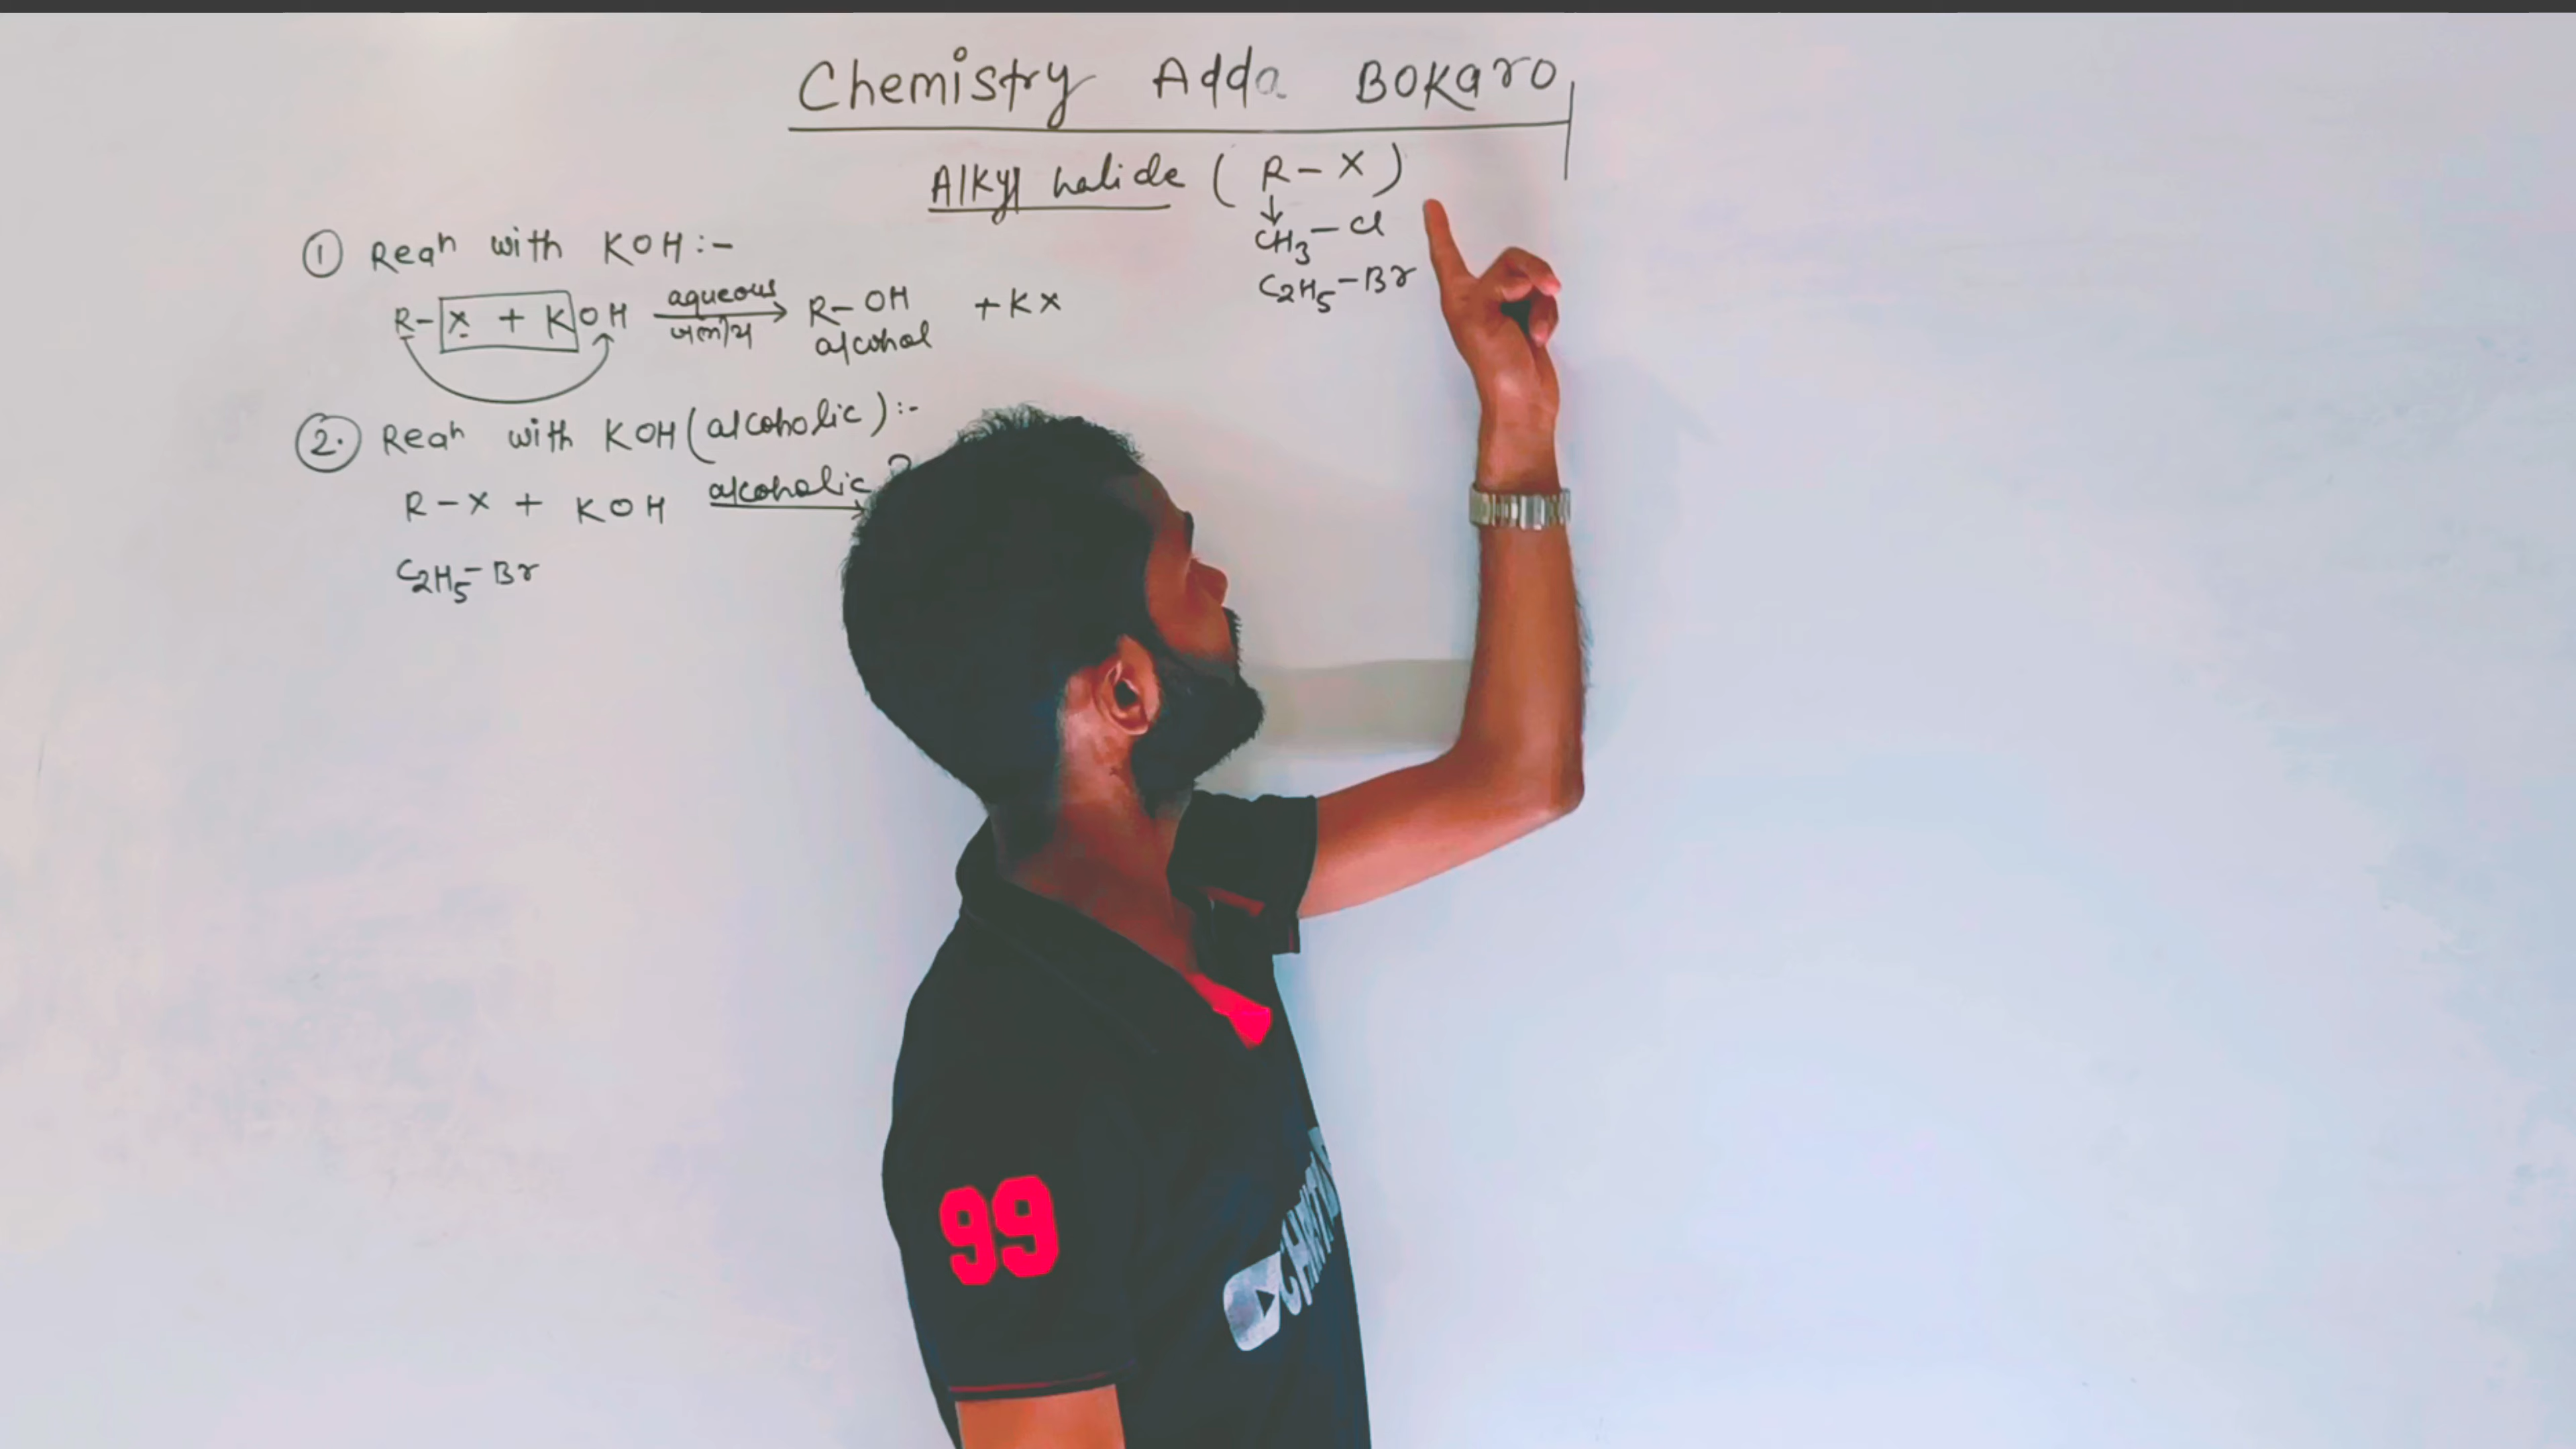 Chemistry Adda BOKaro
Alkyl halide ( R - X )
↓
CH3 - Cl
C2H5 - Br
① Reaⁿ with KOH :-
R - X + KOH aqueous → R - OH + KX
जलीय alcohol
②. Reaⁿ with KOH (alcoholic) :-
R - X + KOH alcoholic →
C2H5 - Br
99